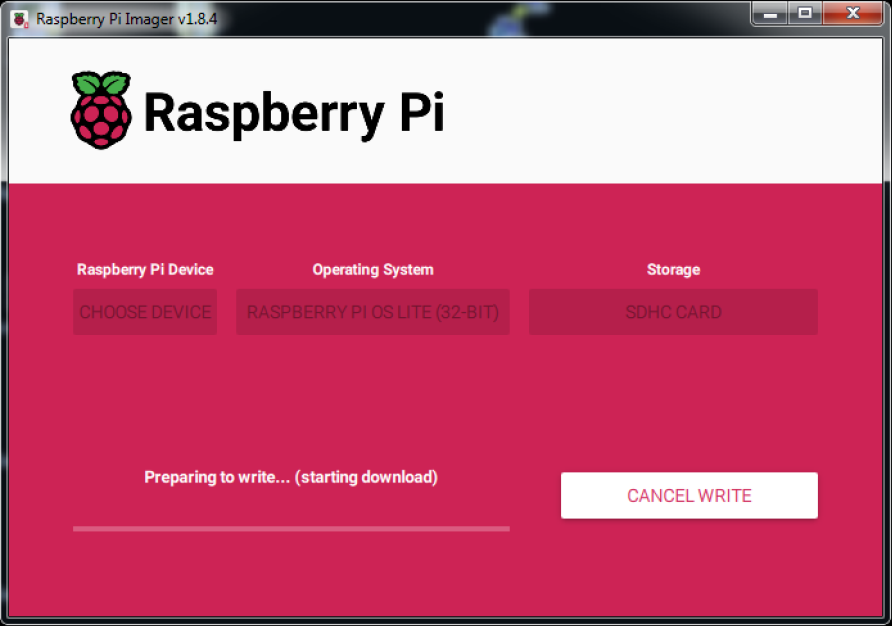 Raspberry Pi Imager v1.8.4
Raspberry Pi
Raspberry Pi Device
Operating System
Storage
CHOOSE DEVICE
RASPBERRY PI OS LITE (32-BIT)
SDHC CARD
Preparing to write... (starting download)
CANCEL WRITE